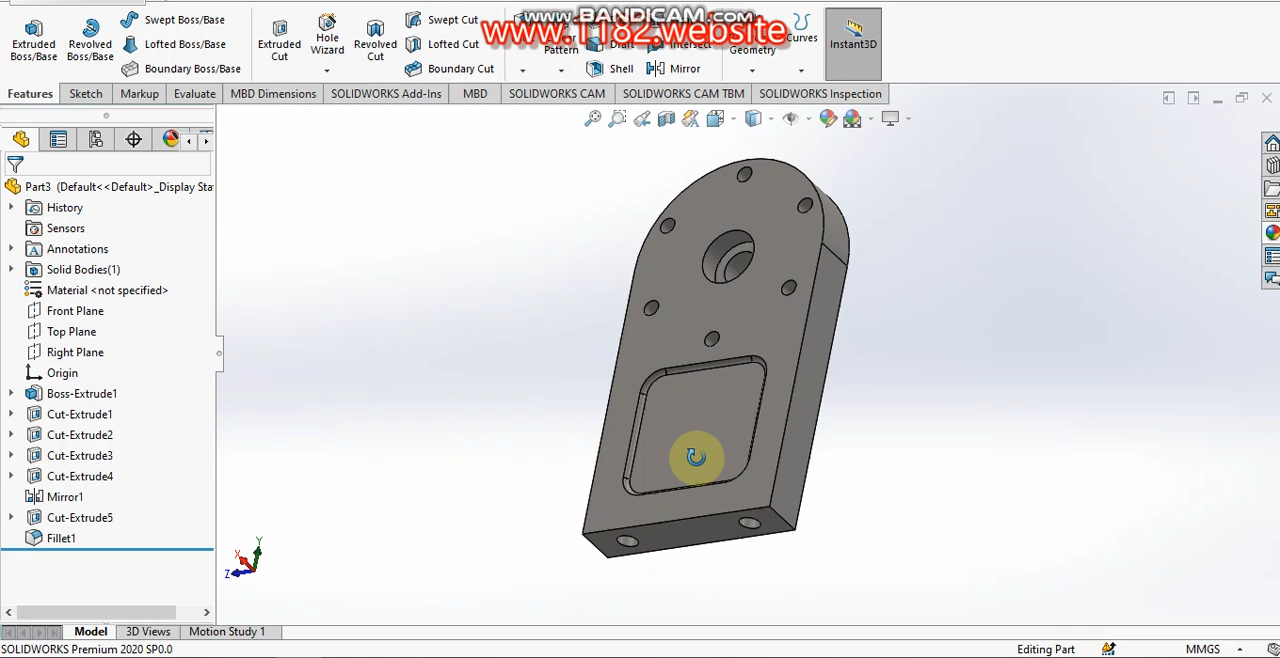 www.BANDICAM.com
www.1182.website
Extruded Boss/Base
Revolved Boss/Base
Swept Boss/Base
Lofted Boss/Base
Boundary Boss/Base
Extruded Cut
Hole Wizard
Revolved Cut
Swept Cut
Lofted Cut
Boundary Cut
Pattern
Draft
Shell
Intersect
Mirror
Geometry
Curves
Instant3D
Features
Sketch
Markup
Evaluate
MBD Dimensions
SOLIDWORKS Add-Ins
MBD
SOLIDWORKS CAM
SOLIDWORKS CAM TBM
SOLIDWORKS Inspection
Part3 (Default<<Default>_Display Sta
History
Sensors
Annotations
Solid Bodies(1)
Material <not specified>
Front Plane
Top Plane
Right Plane
Origin
Boss-Extrude1
Cut-Extrude1
Cut-Extrude2
Cut-Extrude3
Cut-Extrude4
Mirror1
Cut-Extrude5
Fillet1
Y
X
Z
Model
3D Views
Motion Study 1
SOLIDWORKS Premium 2020 SP0.0
Editing Part
MMGS